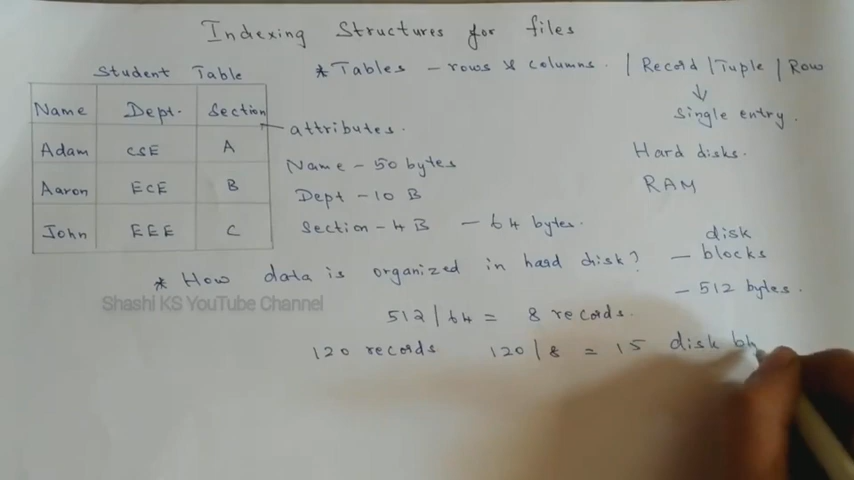 Indexing Structures for files
Student Table
* Tables - rows & columns. | Record | Tuple | Row
single entry.
Name Dept. Section
attributes.
Adam CSE A
Name - 50 bytes
Hard disks.
Aaron ECE B
Dept - 10 B
RAM
John EEE C
Section - 4 B - 64 bytes.
disk
* How data is organized in hard disk? - blocks
- 512 bytes.
Shashi KS YouTube Channel
512 | 64 = 8 records.
120 records 120 | 8 = 15 disk